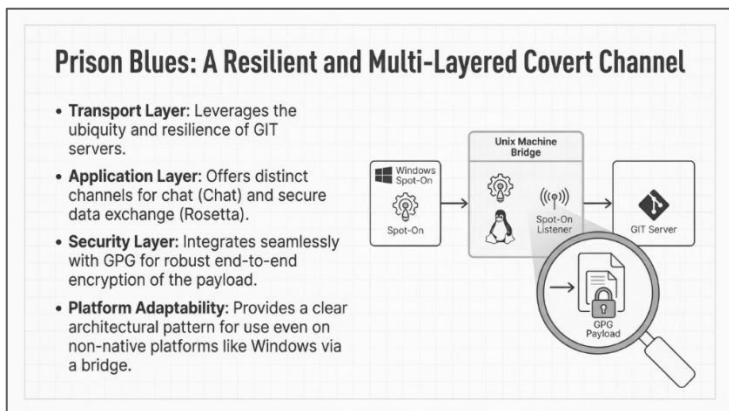 Prison Blues: A Resilient and Multi-Layered Covert Channel
• Transport Layer: Leverages the
ubiquity and resilience of GIT
servers.
• Application Layer: Offers distinct
channels for chat (Chat) and secure
data exchange (Rosetta).
• Security Layer: Integrates seamlessly
with GPG for robust end-to-end
encryption of the payload.
• Platform Adaptability: Provides a clear
architectural pattern for use even on
non-native platforms like Windows via
a bridge.
Windows
Spot-On
Spot-On
Unix Machine
Bridge
Spot-On
Listener
GIT Server
GPG
Payload